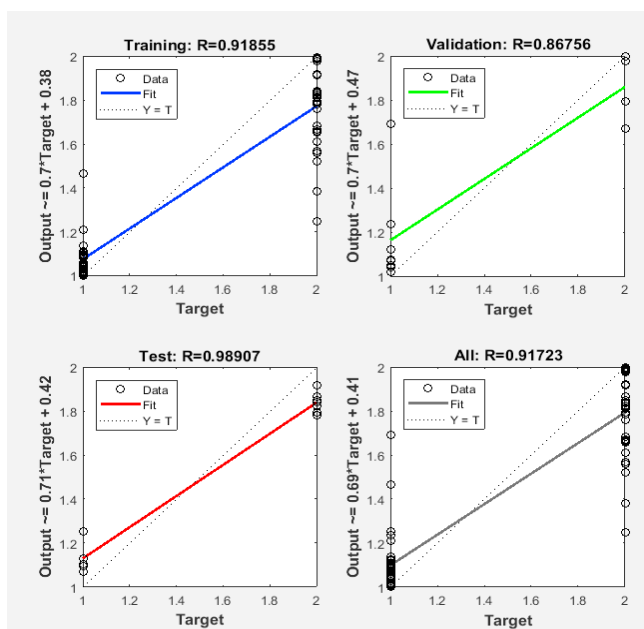 Training: R=0.91855
Output ~= 0.7*Target + 0.38
2
1.8
1.6
1.4
1.2
1
Data
Fit
Y = T
1 1.2 1.4 1.6 1.8 2
Target
Validation: R=0.86756
Output ~= 0.7*Target + 0.47
2
1.8
1.6
1.4
1.2
1
Data
Fit
Y = T
1 1.2 1.4 1.6 1.8 2
Target
Test: R=0.98907
Output ~= 0.71*Target + 0.42
2
1.8
1.6
1.4
1.2
1
Data
Fit
Y = T
1 1.2 1.4 1.6 1.8 2
Target
All: R=0.91723
Output ~= 0.69*Target + 0.41
2
1.8
1.6
1.4
1.2
1
Data
Fit
Y = T
1 1.2 1.4 1.6 1.8 2
Target